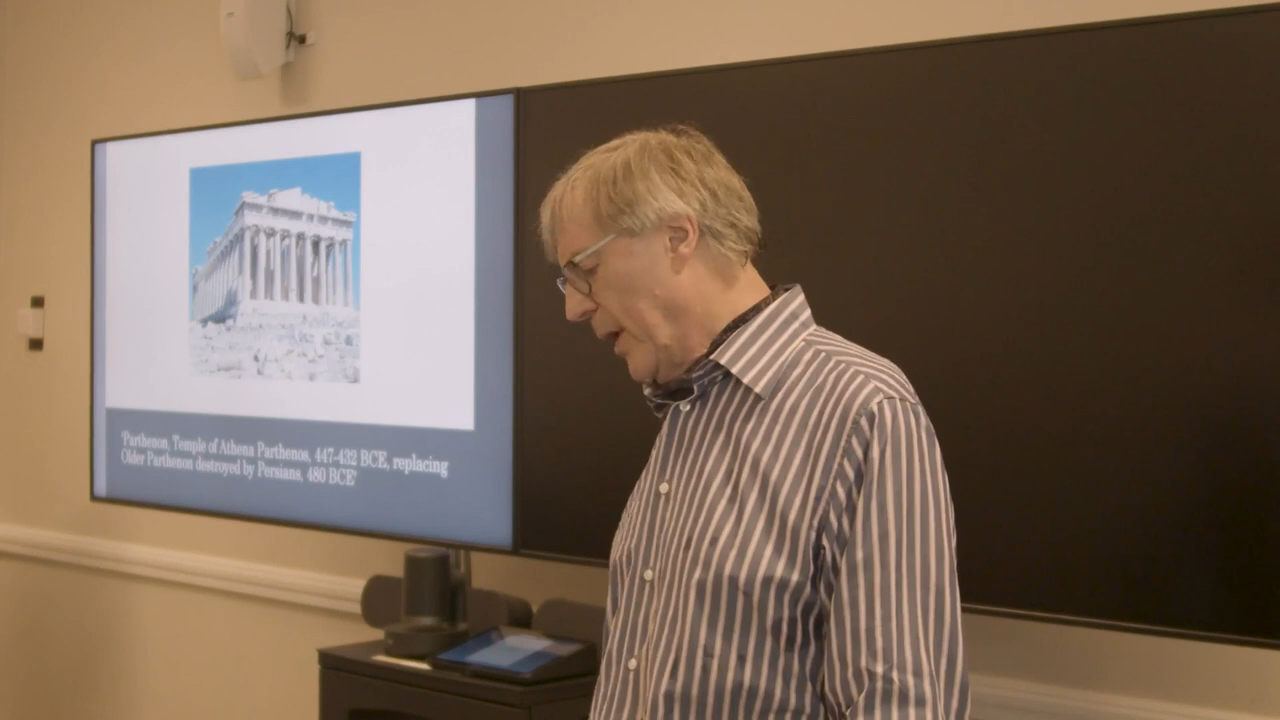 'Parthenon, Temple of Athena Parthenos, 447-432 BCE, replacing
Older Parthenon destroyed by Persians, 480 BCE'